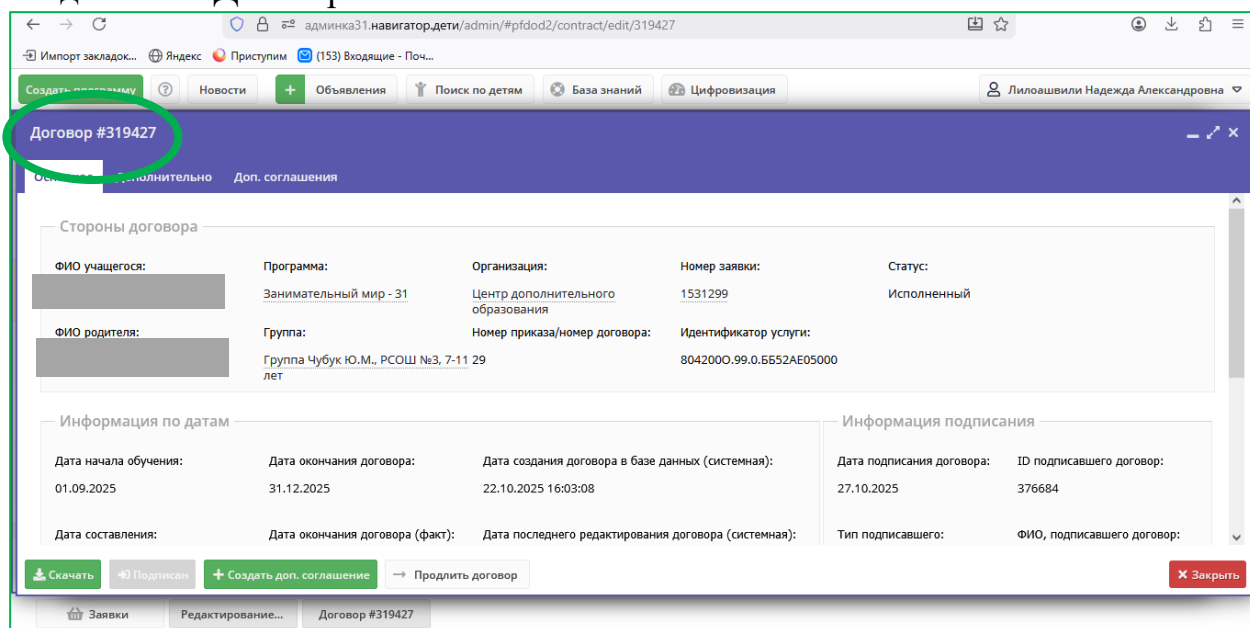 админка31.навигатор.дети/admin/#pfdod2/contract/edit/319427
Импорт закладок... Яндекс Приступим (153) Входящие - Поч...
Создать программу ? Новости + Объявления Поиск по детям База знаний Цифровизация Лилоашвили Надежда Александровна
Договор #319427
Дополнительно Доп. соглашения
Стороны договора
ФИО учащегося: Программа: Организация: Номер заявки: Статус:
Занимательный мир - 31 Центр дополнительного 1531299 Исполненный
образования
ФИО родителя: Группа: Номер приказа/номер договора: Идентификатор услуги:
Группа Чубук Ю.М., РСОШ №3, 7-11 29 804200О.99.0.ББ52АЕ05000
лет
Информация по датам Информация подписания
Дата начала обучения: Дата окончания договора: Дата создания договора в базе данных (системная): Дата подписания договора: ID подписавшего договор:
01.09.2025 31.12.2025 22.10.2025 16:03:08 27.10.2025 376684
Дата составления: Дата окончания договора (факт): Дата последнего редактирования договора (системная): Тип подписавшего: ФИО, подписавшего договор:
Скачать Подписан + Создать доп. соглашение → Продлить договор × Закрыть
Заявки Редактирование... Договор #319427